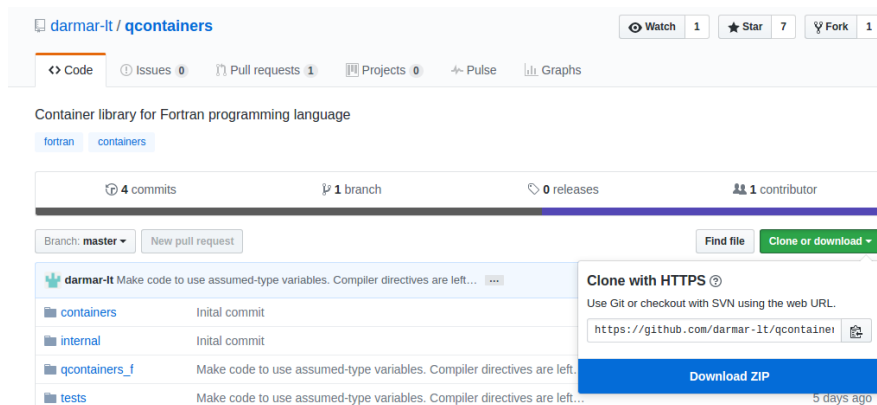 darmar-lt / qcontainers
Watch 1 Star 7 Fork 1
Code Issues 0 Pull requests 1 Projects 0 Pulse Graphs
Container library for Fortran programming language
fortran containers
4 commits 1 branch 0 releases 1 contributor
Branch: master New pull request Find file Clone or download
darmar-lt Make code to use assumed-type variables. Compiler directives are left… …
Clone with HTTPS
Use Git or checkout with SVN using the web URL.
containers Inital commit
https://github.com/darmar-lt/qcontainer
internal Inital commit
qcontainers_f Make code to use assumed-type variables. Compiler directives are left…
Download ZIP
tests Make code to use assumed-type variables. Compiler directives are left… 5 days ago